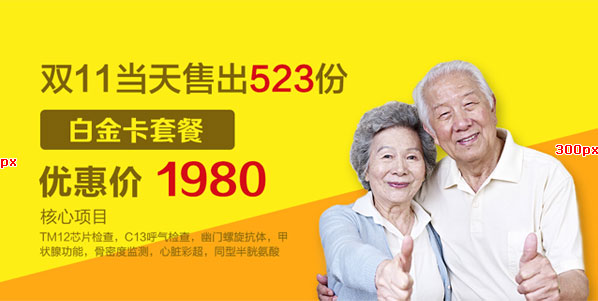 双11当天售出523份
白金卡套餐
px
300px
优惠价 1980
核心项目
TM12芯片检查，C13呼气检查，幽门螺旋抗体，甲
状腺功能，骨密度监测，心脏彩超，同型半胱氨酸